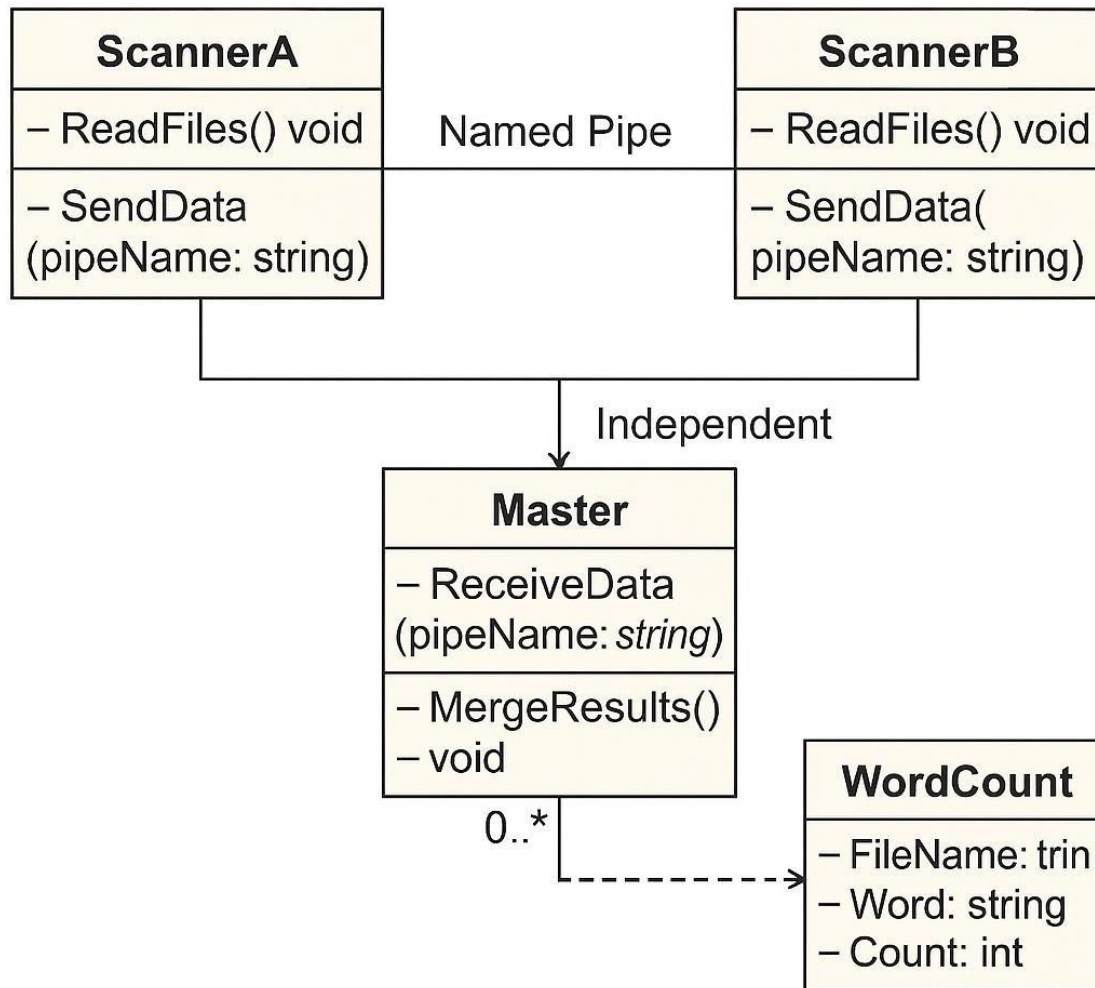 ScannerA
– ReadFiles() void
– SendData
(pipeName: string)
Named Pipe
ScannerB
– ReadFiles() void
– SendData(
pipeName: string)
Independent
Master
– ReceiveData
(pipeName: string)
– MergeResults()
– void
0..*
WordCount
– FileName: trin
– Word: string
– Count: int